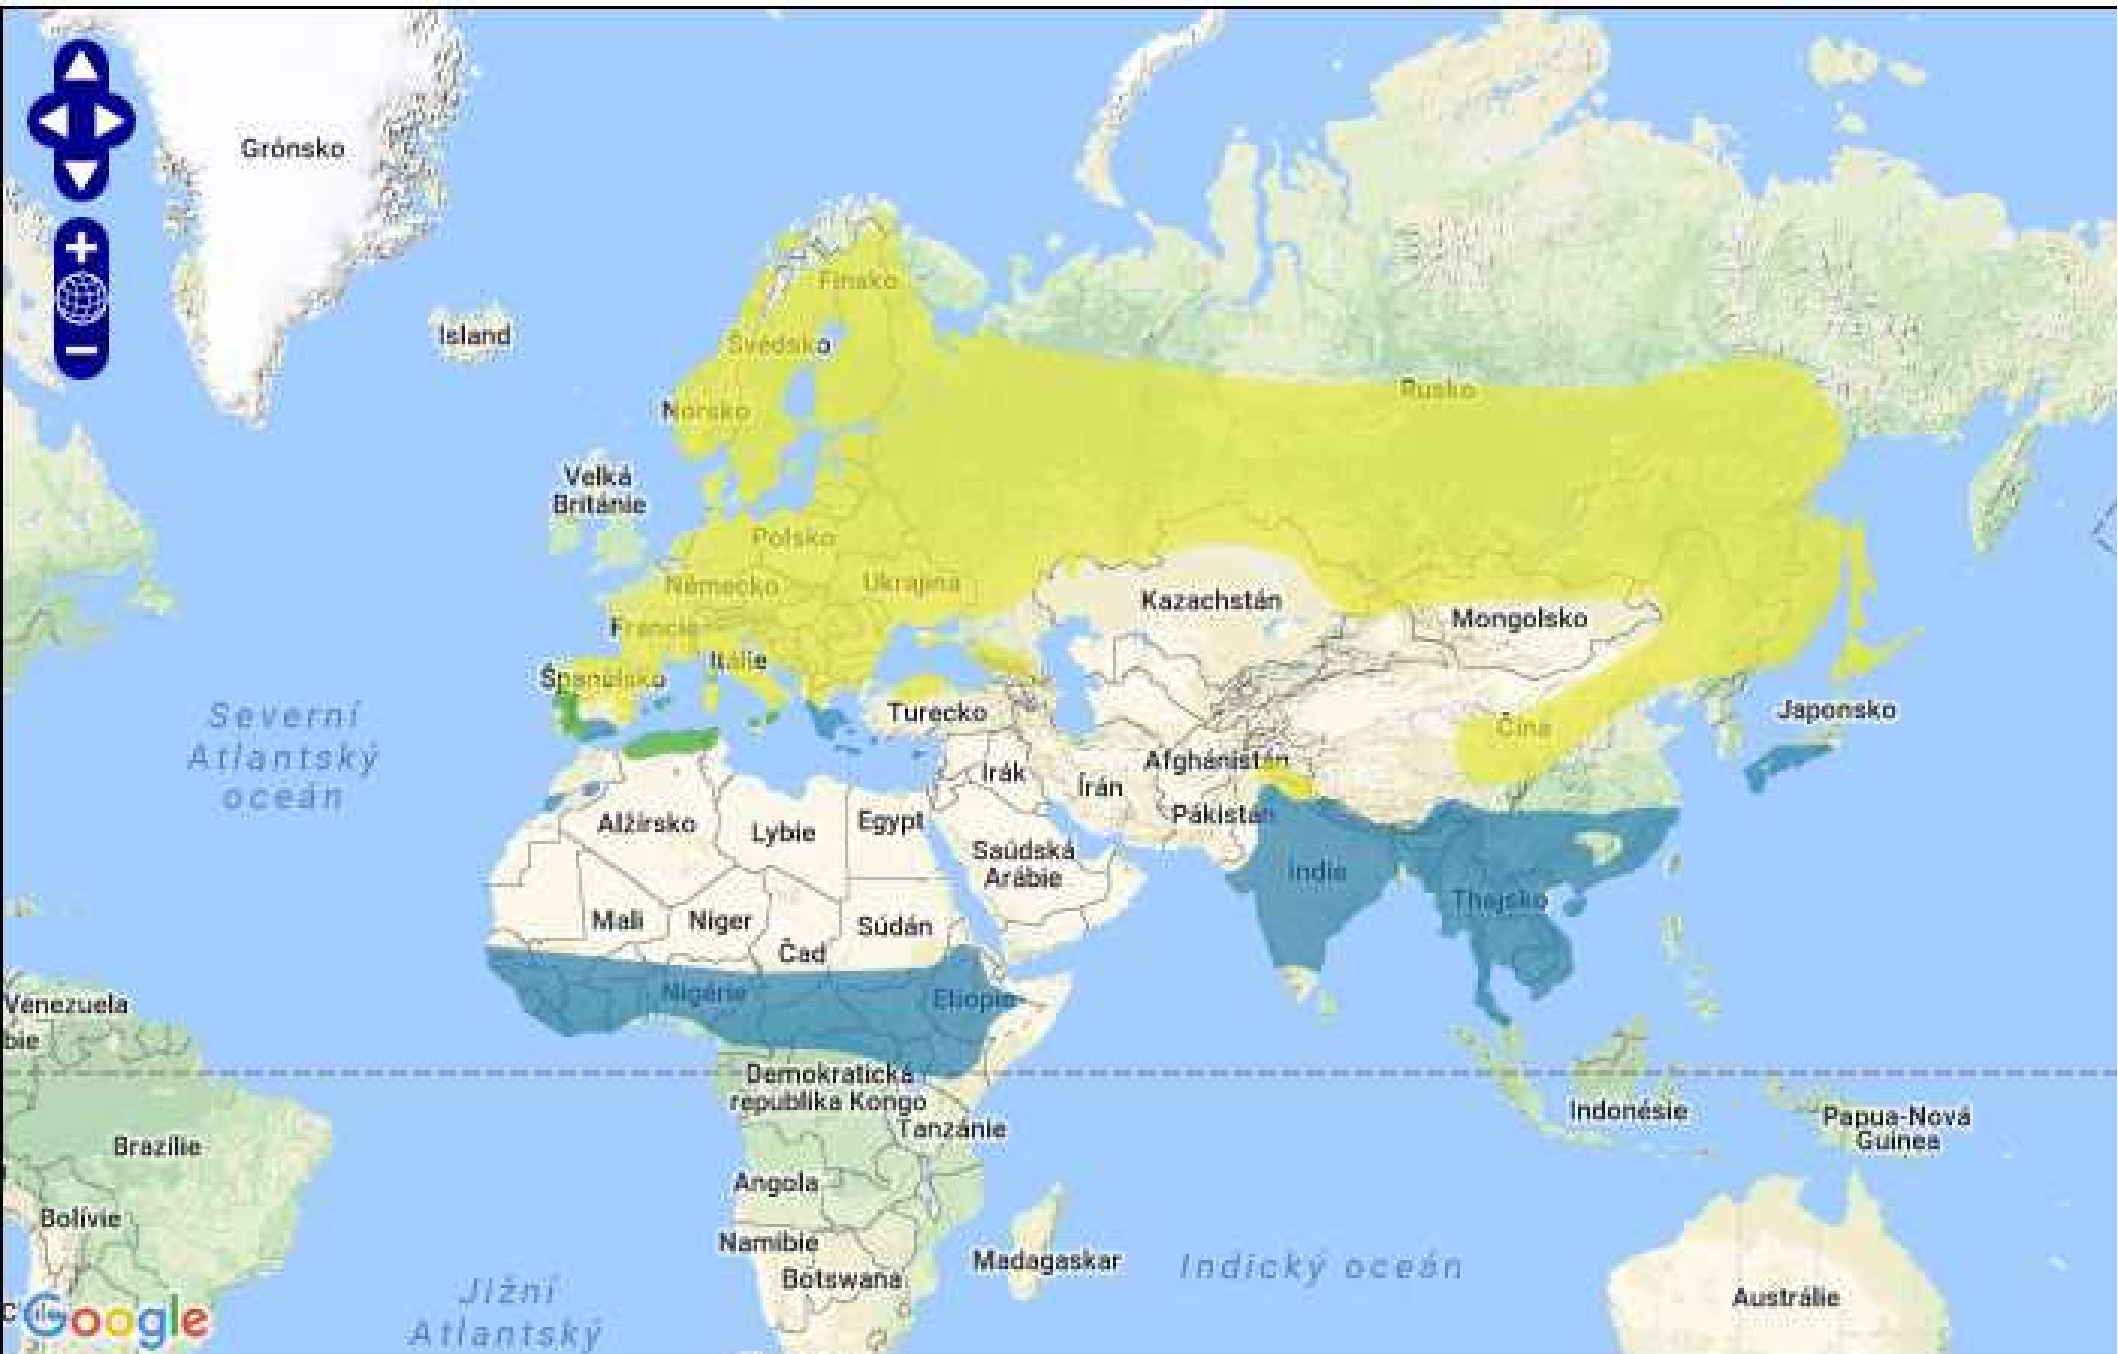 Grónsko
Island
Finsko
Švédsko
Norsko
Rusko
Velká
Británie
Polsko
Německo
Ukrajina
Kazachstán
Mongolsko
Francie
Itálie
Španělsko
Severní
Atlantský
oceán
Turecko
Čína
Japonsko
Afghánistán
Irák
Írán
Pákistán
Alžírsko
Lybie
Egypt
Saúdská
Arábie
Indie
Thajsko
Mali
Niger
Súdán
Čad
Nigérie
Etiopie
Venezuela
bie
Demokratická
republika Kongo
Tanzánie
Indonésie
Papua-Nová
Guinea
Brazílie
Angola
Bolívie
Namibie
Botswana
Madagaskar
Indický oceán
Austrálie
Jižní
Atlantský
Google